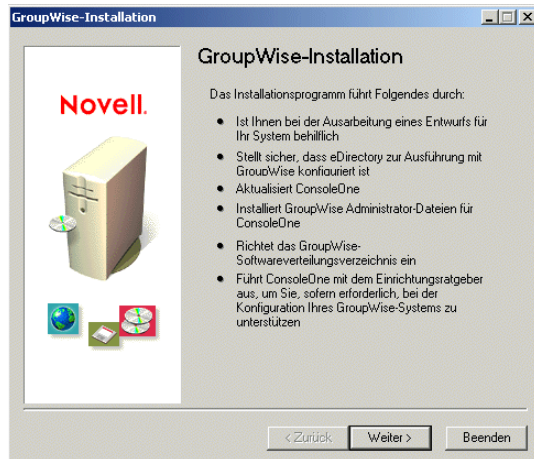 GroupWise-Installation
GroupWise-Installation
Novell.
Das Installationsprogramm führt Folgendes durch:
• Ist Ihnen bei der Ausarbeitung eines Entwurfs für
Ihr System behilflich
• Stellt sicher, dass eDirectory zur Ausführung mit
GroupWise konfiguriert ist
• Aktualisiert ConsoleOne
• Installiert GroupWise Administrator-Dateien für
ConsoleOne
• Richtet das GroupWise-
Softwareverteilungsverzeichnis ein
• Führt ConsoleOne mit dem Einrichtungsratgeber
aus, um Sie, sofern erforderlich, bei der
Konfiguration Ihres GroupWise-Systems zu
unterstützen
< Zurück
Weiter >
Beenden